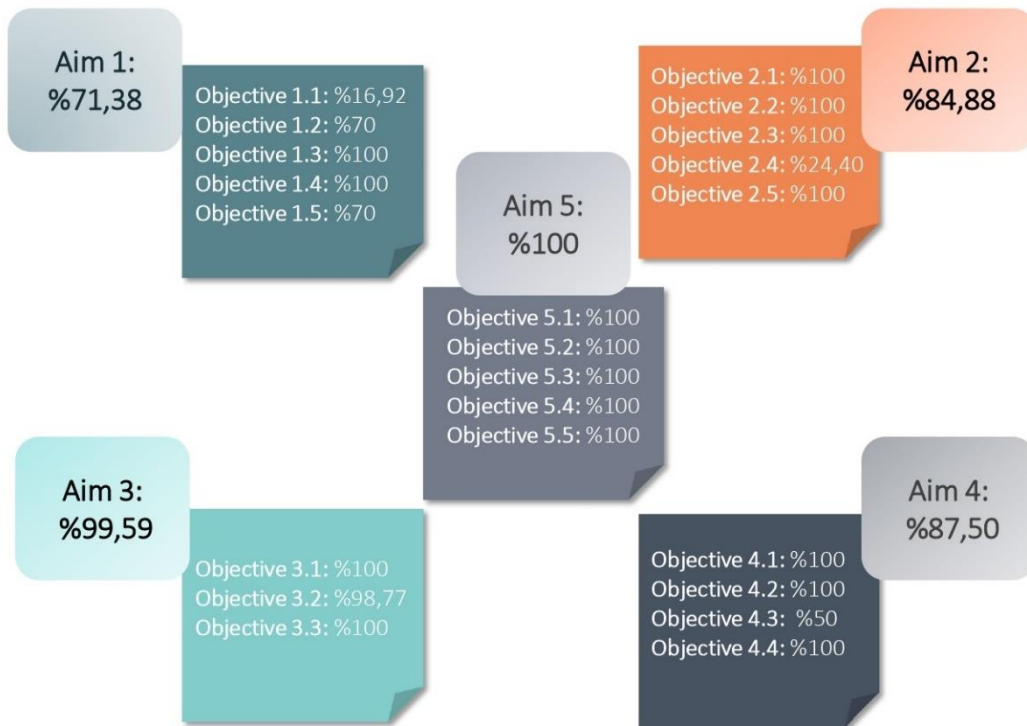 Aim 1:
%71,38
Objective 1.1: %16,92
Objective 1.2: %70
Objective 1.3: %100
Objective 1.4: %100
Objective 1.5: %70
Aim 2:
%84,88
Objective 2.1: %100
Objective 2.2: %100
Objective 2.3: %100
Objective 2.4: %24,40
Objective 2.5: %100
Aim 5:
%100
Objective 5.1: %100
Objective 5.2: %100
Objective 5.3: %100
Objective 5.4: %100
Objective 5.5: %100
Aim 3:
%99,59
Objective 3.1: %100
Objective 3.2: %98,77
Objective 3.3: %100
Aim 4:
%87,50
Objective 4.1: %100
Objective 4.2: %100
Objective 4.3: %50
Objective 4.4: %100